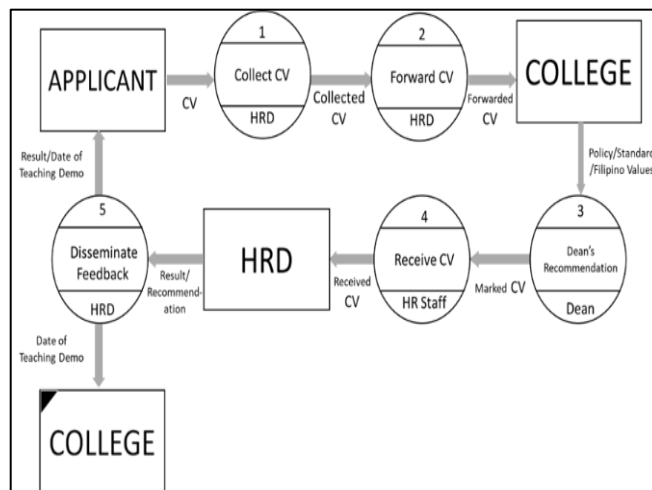 APPLICANT
CV
1
Collect CV
HRD
Collected
CV
2
Forward CV
HRD
Forwarded
CV
COLLEGE
Policy/Standard
/Filipino Values
3
Dean's
Recommendation
Dean
Marked CV
4
Receive CV
HR Staff
Received
CV
HRD
Result/
Recommend-
ation
5
Disseminate
Feedback
HRD
Result/Date of
Teaching Demo
Date of
Teaching Demo
COLLEGE